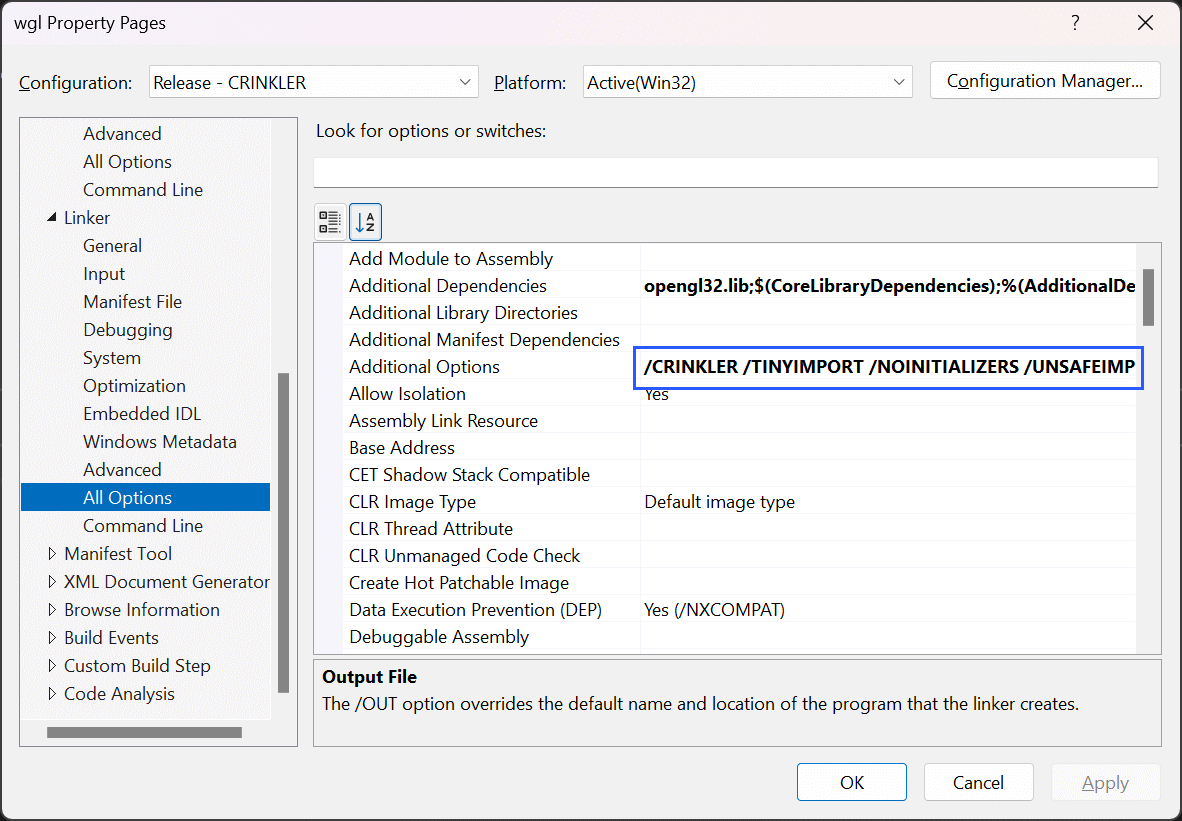 wgl Property Pages ?
Configuration: Release - CRINKLER Platform: Active(Win32) Configuration Manager...
Advanced
All Options
Command Line
Linker
General
Input
Manifest File
Debugging
System
Optimization
Embedded IDL
Windows Metadata
Advanced
All Options
Command Line
Manifest Tool
XML Document Generator
Browse Information
Build Events
Custom Build Step
Code Analysis
Look for options or switches:
A
Z
Add Module to Assembly
Additional Dependencies opengl32.lib;$(CoreLibraryDependencies);%(AdditionalDe
Additional Library Directories
Additional Manifest Dependencies
Additional Options /CRINKLER /TINYIMPORT /NOINITIALIZERS /UNSAFEIMP
Allow Isolation Yes
Assembly Link Resource
Base Address
CET Shadow Stack Compatible
CLR Image Type Default image type
CLR Thread Attribute
CLR Unmanaged Code Check
Create Hot Patchable Image
Data Execution Prevention (DEP) Yes (/NXCOMPAT)
Debuggable Assembly
Output File
The /OUT option overrides the default name and location of the program that the linker creates.
OK Cancel Apply